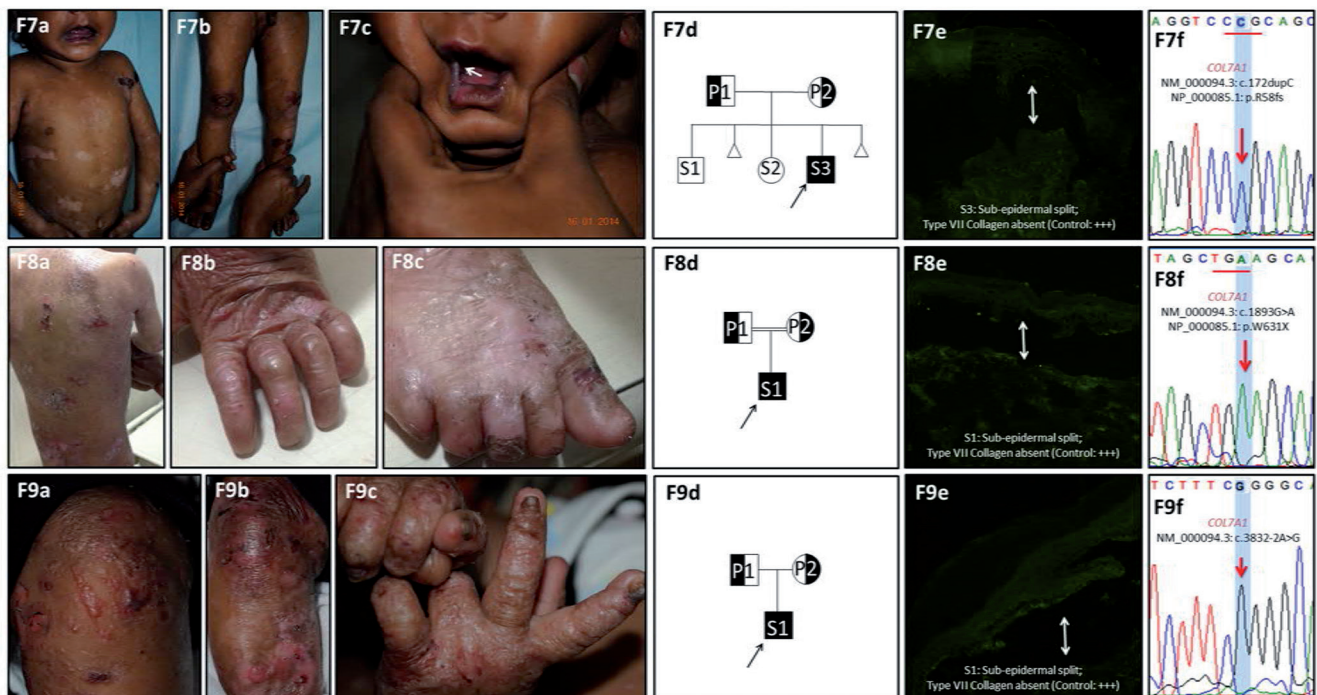 F7a
F7b
F7c
16 01 2014
F7d
P1
P2
S1
S2
S3
F7e
S3: Sub-epidermal split;
Type VII Collagen absent (Control: +++)
AGGTCCCGCAGC
F7f
COL7A1
NM_000094.3: c.172dupC
NP_000085.1: p.R58fs
F8a
F8b
F8c
F8d
P1
P2
S1
F8e
S1: Sub-epidermal split;
Type VII Collagen absent (Control: +++)
TAGCTGAAGCA
F8f
COL7A1
NM_000094.3: c.1893G>A
NP_000085.1: p.W631X
F9a
F9b
F9c
F9d
P1
P2
S1
F9e
S1: Sub-epidermal split;
Type VII Collagen absent (Control: +++)
TCTTTCGGGGC
F9f
COL7A1
NM_000094.3: c.3832-2A>G